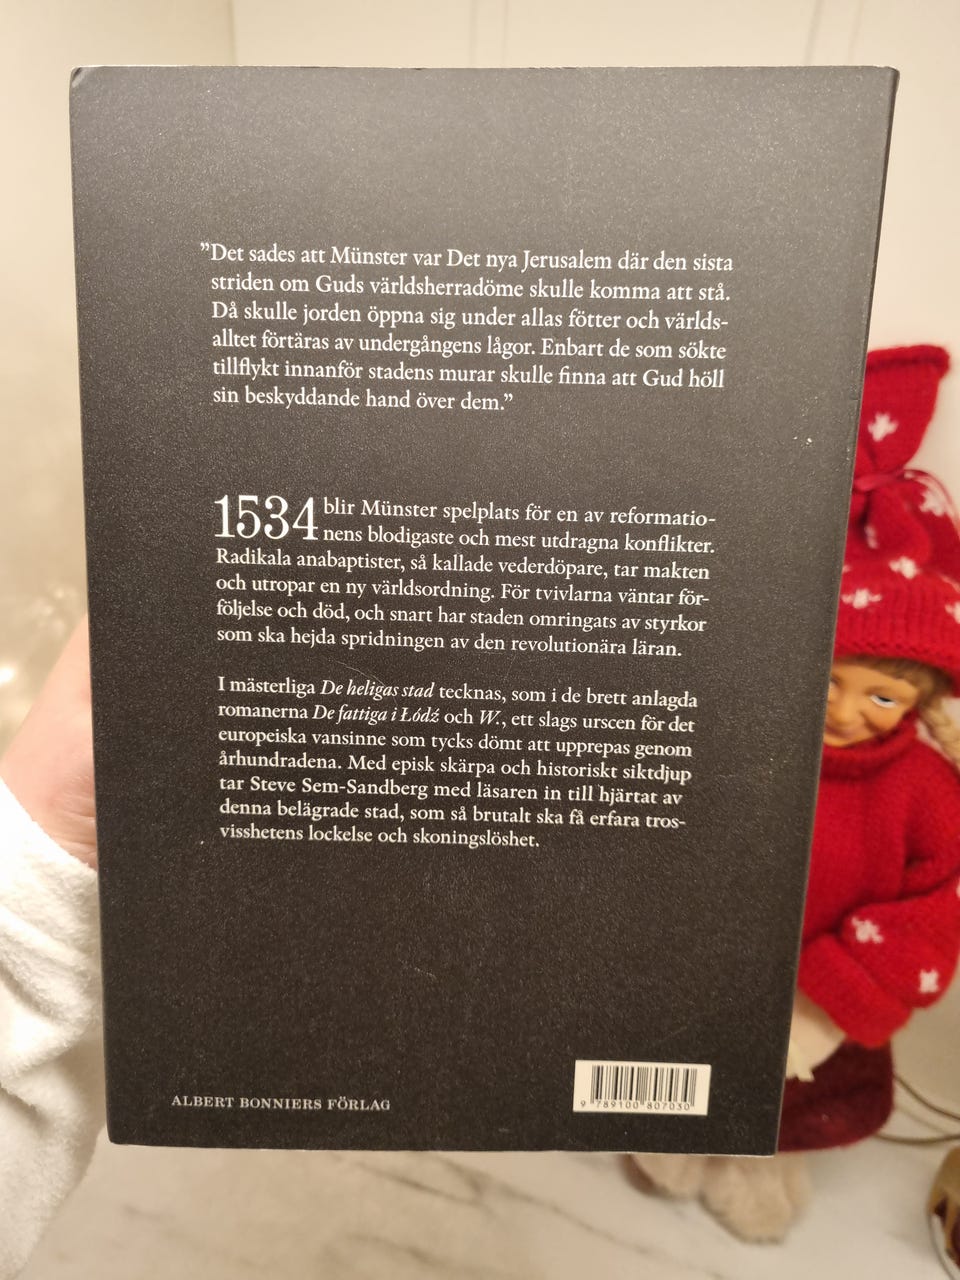 ”Det sades att Münster var Det nya Jerusalem där den sista
striden om Guds världsherradöme skulle komma att stå.
Då skulle jorden öppna sig under allas fötter och världs-
alltet förtäras av undergångens lågor. Enbart de som sökte
tillflykt innanför stadens murar skulle finna att Gud höll
sin beskyddande hand över dem.”
1534 blir Münster spelplats för en av reformatio-
nens blodigaste och mest utdragna konflikter.
Radikala anabaptister, så kallade vederdöpare, tar makten
och utropar en ny världsordning. För tvivlarna väntar för-
följelse och död, och snart har staden omringats av styrkor
som ska hejda spridningen av den revolutionära läran.
I mästerliga De heligas stad tecknas, som i de brett anlagda
romanerna De fattiga i Łódź och W., ett slags urscen för det
europeiska vansinne som tycks dömt att upprepas genom
århundradena. Med episk skärpa och historiskt siktdjup
tar Steve Sem-Sandberg med läsaren in till hjärtat av
denna belägrade stad, som så brutalt ska få erfara tros-
visshetens lockelse och skoningslöshet.
ALBERT BONNIERS FÖRLAG
9 789100 807030